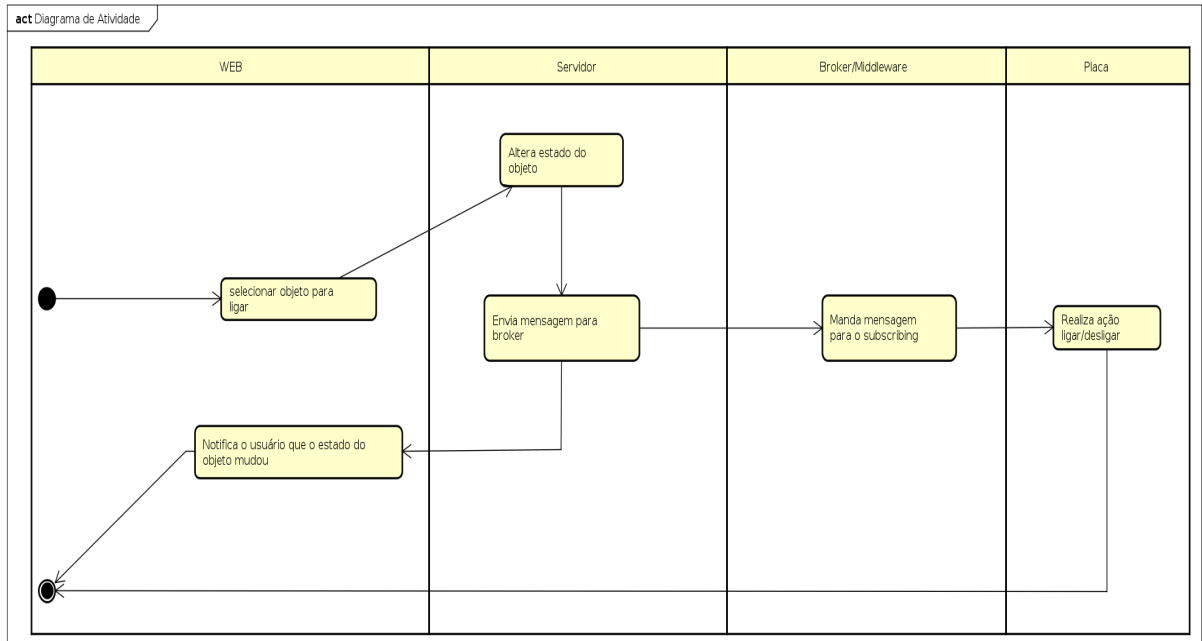 act Diagrama de Atividade
WEB
Servidor
Broker/Middleware
Placa
Altera estado do
objeto
selecionar objeto para
ligar
Envia mensagem para
broker
Manda mensagem
para o subscribing
Realiza ação
ligar/desligar
Notifica o usuário que o estado do
objeto mudou